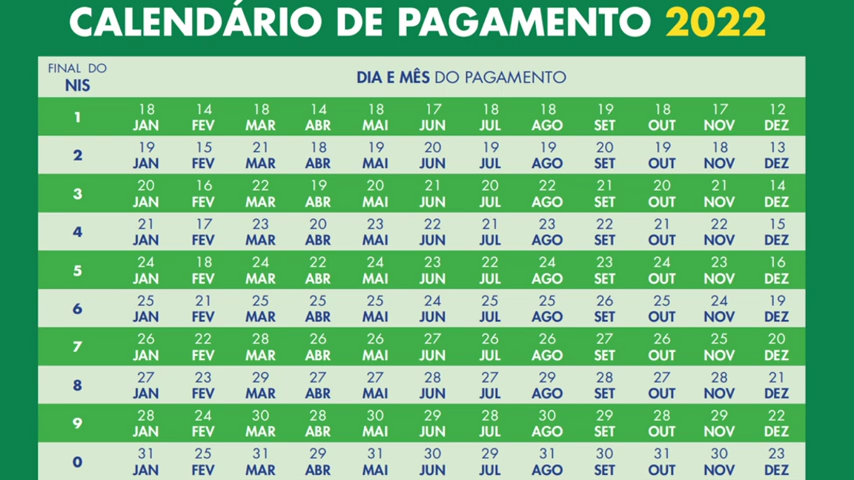 CALENDÁRIO DE PAGAMENTO 2022
FINAL DO NIS DIA E MÊS DO PAGAMENTO
1 18 JAN 14 FEV 18 MAR 14 ABR 18 MAI 17 JUN 18 JUL 18 AGO 19 SET 18 OUT 17 NOV 12 DEZ
2 19 JAN 15 FEV 21 MAR 18 ABR 19 MAI 20 JUN 19 JUL 19 AGO 20 SET 19 OUT 18 NOV 13 DEZ
3 20 JAN 16 FEV 22 MAR 19 ABR 20 MAI 21 JUN 20 JUL 22 AGO 21 SET 20 OUT 21 NOV 14 DEZ
4 21 JAN 17 FEV 23 MAR 20 ABR 23 MAI 22 JUN 21 JUL 23 AGO 22 SET 21 OUT 22 NOV 15 DEZ
5 24 JAN 18 FEV 24 MAR 22 ABR 24 MAI 23 JUN 22 JUL 24 AGO 23 SET 24 OUT 23 NOV 16 DEZ
6 25 JAN 21 FEV 25 MAR 25 ABR 25 MAI 24 JUN 25 JUL 25 AGO 26 SET 25 OUT 24 NOV 19 DEZ
7 26 JAN 22 FEV 28 MAR 26 ABR 26 MAI 27 JUN 26 JUL 26 AGO 27 SET 26 OUT 25 NOV 20 DEZ
8 27 JAN 23 FEV 29 MAR 27 ABR 27 MAI 28 JUN 27 JUL 29 AGO 28 SET 27 OUT 28 NOV 21 DEZ
9 28 JAN 24 FEV 30 MAR 28 ABR 30 MAI 29 JUN 28 JUL 30 AGO 29 SET 28 OUT 29 NOV 22 DEZ
0 31 JAN 25 FEV 31 MAR 29 ABR 31 MAI 30 JUN 29 JUL 31 AGO 30 SET 31 OUT 30 NOV 23 DEZ